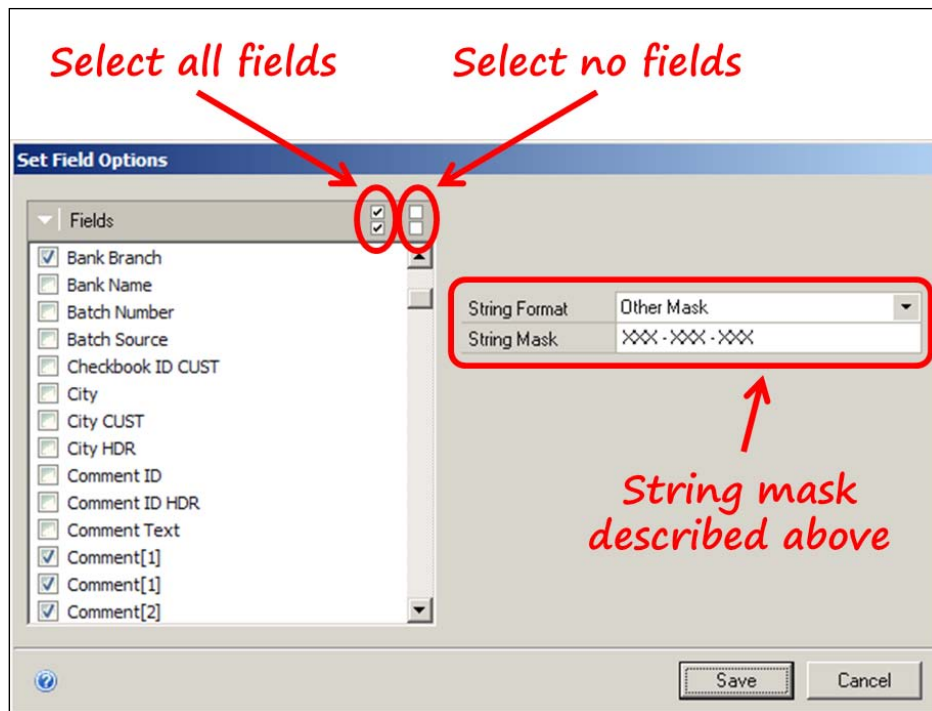 Select all fields Select no fields
Set Field Options
Fields
Bank Branch
Bank Name
Batch Number
Batch Source
Checkbook ID CUST
City
City CUST
City HDR
Comment ID
Comment ID HDR
Comment Text
Comment[1]
Comment[1]
Comment[2]
String Format Other Mask
String Mask XXX-XXX-XXX
String mask
described above
Save Cancel